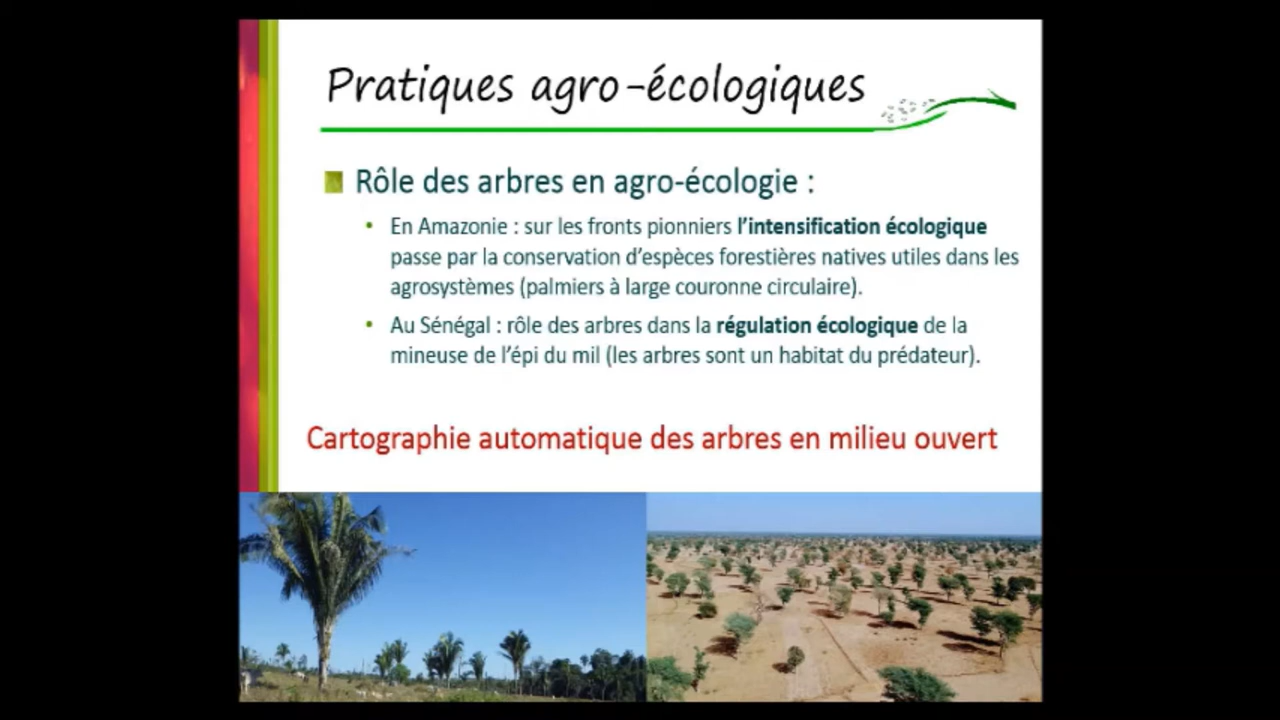 Pratiques agro-écologiques
Rôle des arbres en agro-écologie :
• En Amazonie : sur les fronts pionniers l'intensification écologique
passe par la conservation d'espèces forestières natives utiles dans les
agrosystèmes (palmiers à large couronne circulaire).
• Au Sénégal : rôle des arbres dans la régulation écologique de la
mineuse de l'épi du mil (les arbres sont un habitat du prédateur).
Cartographie automatique des arbres en milieu ouvert